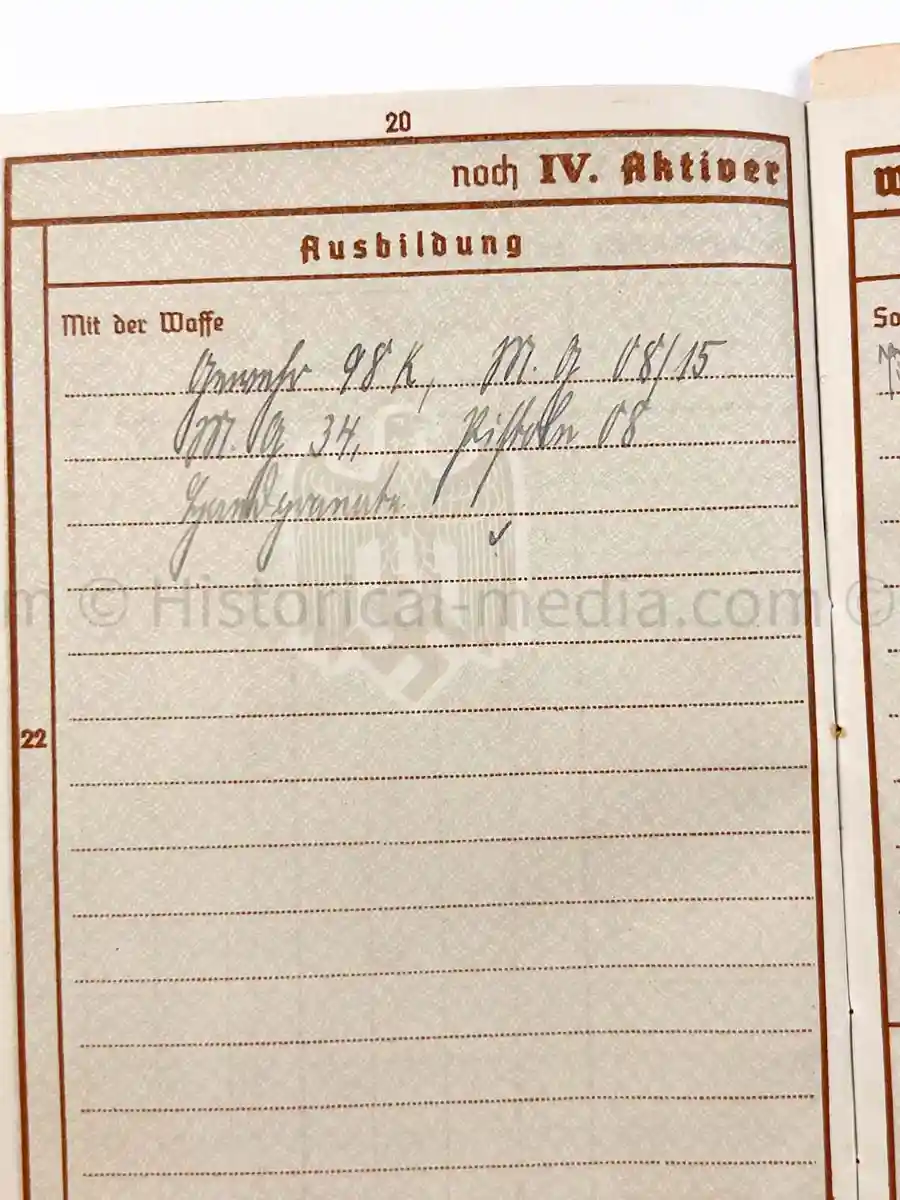 20
noch IV. Aktiver
Ausbildung
Mit der Waffe
Gewehr 98 K, M. G 08/15
M. G 34, Pistole 08
Handgranate
m © Historical-media.com ©
22
W
So